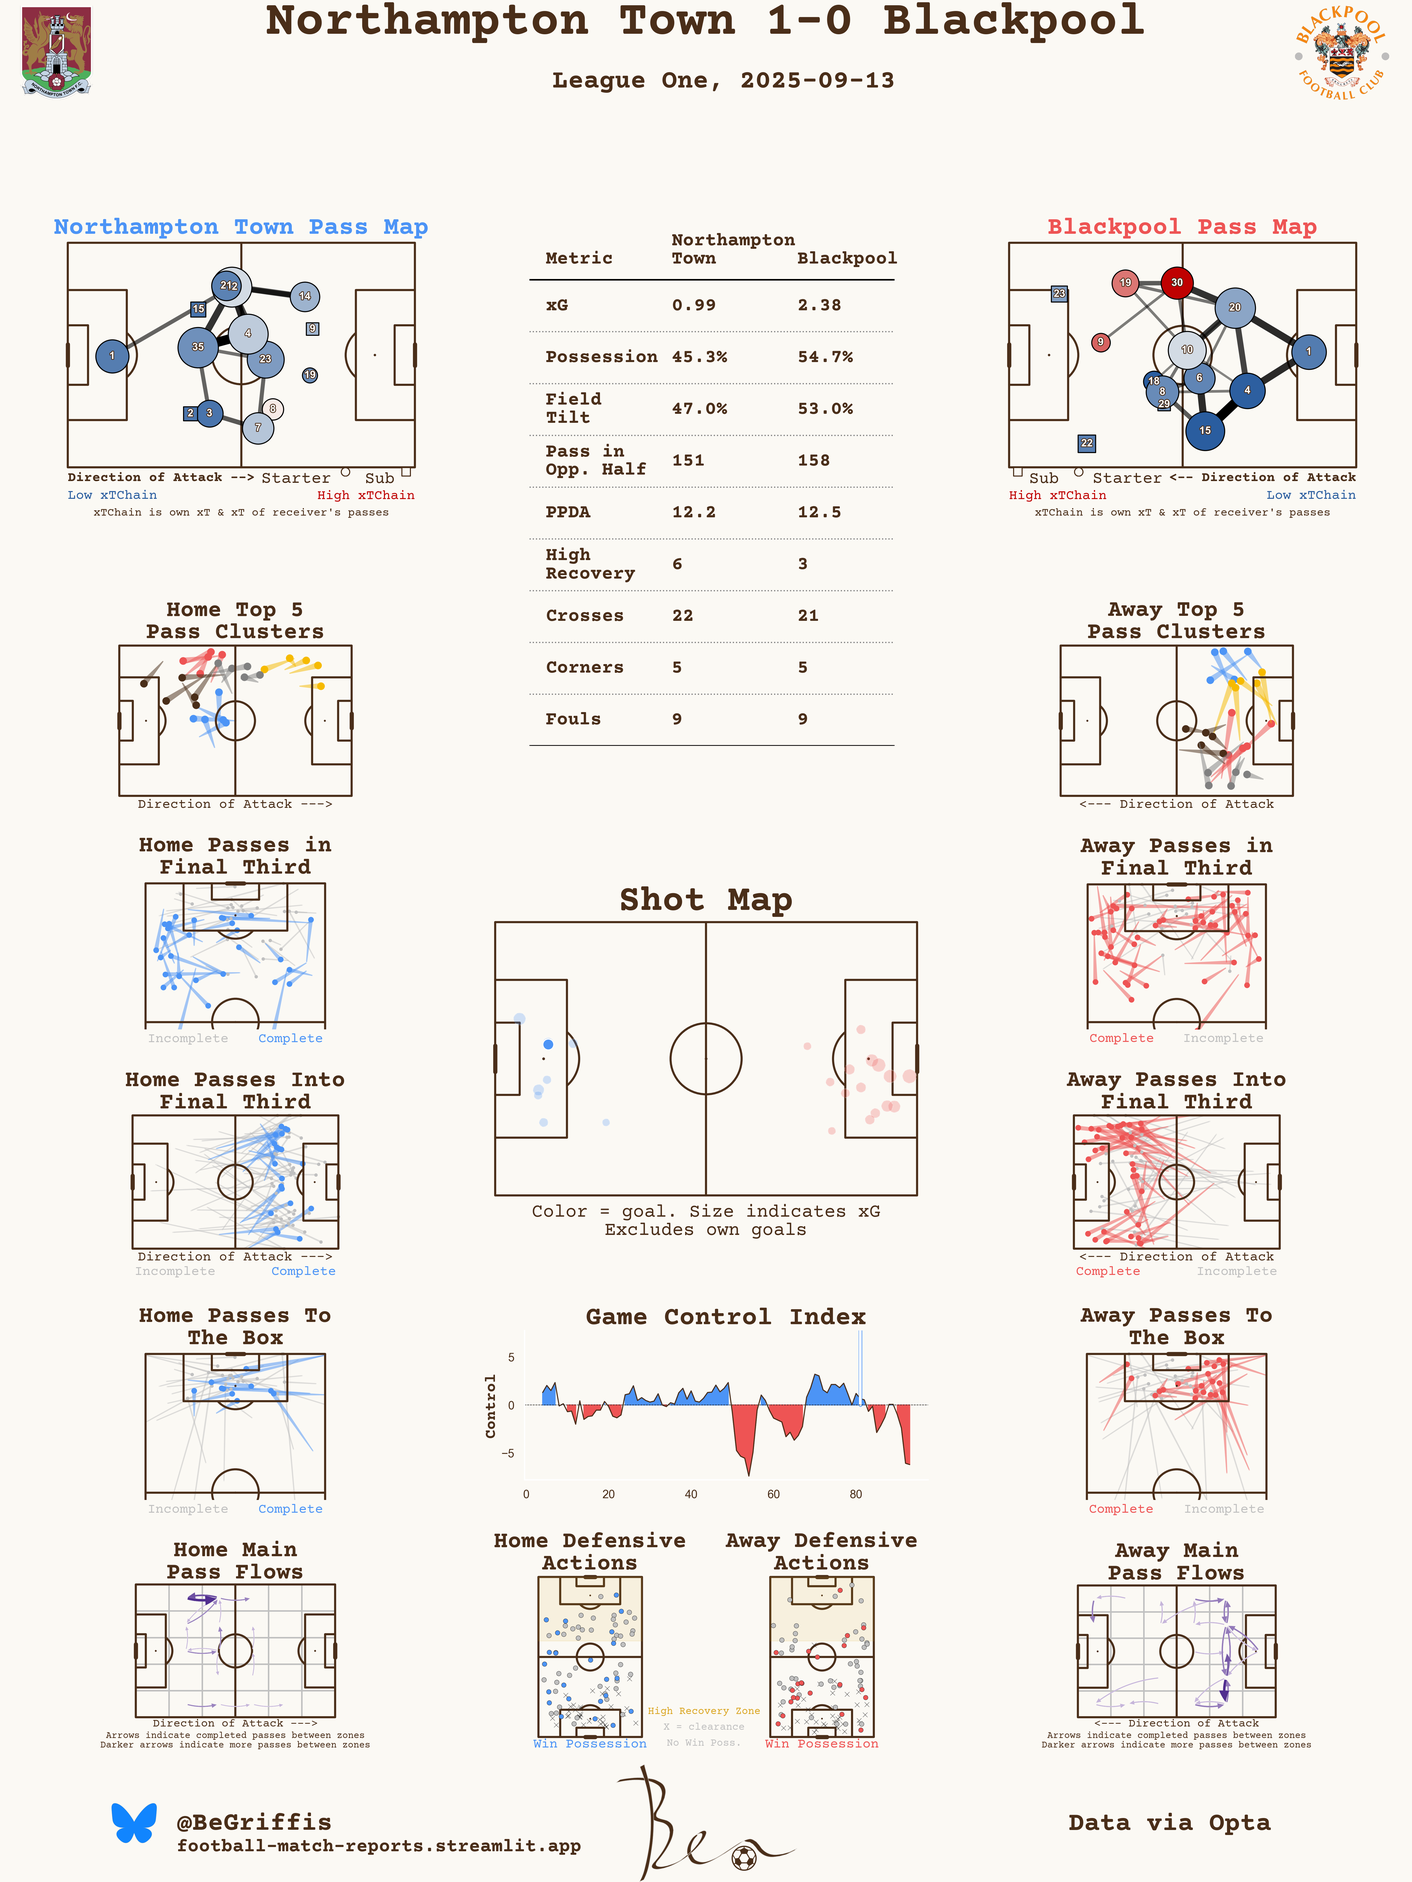 Northampton Town 1-0 Blackpool
League One, 2025-09-13
NORTHAMPTON TOWN F.C.
BLACKPOOL
FOOTBALL CLUB
Northampton Town Pass Map
21
2
14
15
4
9
35
23
1
19
2
3
8
7
Direction of Attack --> Starter Sub
Low xTChain High xTChain
xTChain is own xT & xT of receiver's passes
Metric Northampton Town Blackpool
xG 0.99 2.38
Possession 45.3% 54.7%
Field Tilt 47.0% 53.0%
Pass in Opp. Half 151 158
PPDA 12.2 12.5
High Recovery 6 3
Crosses 22 21
Corners 5 5
Fouls 9 9
Blackpool Pass Map
23
19
30
20
9
10
1
18
6
8
4
29
15
22
Sub Starter <-- Direction of Attack
High xTChain Low xTChain
xTChain is own xT & xT of receiver's passes
Home Top 5
Pass Clusters
Direction of Attack --->
Away Top 5
Pass Clusters
<--- Direction of Attack
Home Passes in
Final Third
Incomplete Complete
Away Passes in
Final Third
Complete Incomplete
Shot Map
Color = goal. Size indicates xG
Excludes own goals
Home Passes Into
Final Third
Direction of Attack --->
Incomplete Complete
Away Passes Into
Final Third
<--- Direction of Attack
Complete Incomplete
Home Passes To
The Box
Incomplete Complete
Game Control Index
Control
5
0
−5
0 20 40 60 80
Away Passes To
The Box
Complete Incomplete
Home Main
Pass Flows
Direction of Attack --->
Arrows indicate completed passes between zones
Darker arrows indicate more passes between zones
Home Defensive
Actions
Win Possession
High Recovery Zone
X = clearance
No Win Poss.
Away Defensive
Actions
Win Possession
Away Main
Pass Flows
<--- Direction of Attack
Arrows indicate completed passes between zones
Darker arrows indicate more passes between zones
@BeGriffis
football-match-reports.streamlit.app
Ben
Data via Opta